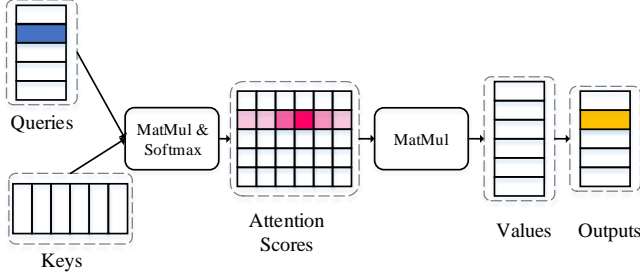 Queries
MatMul &
Softmax
MatMul
Keys
Attention
Scores
Values
Outputs